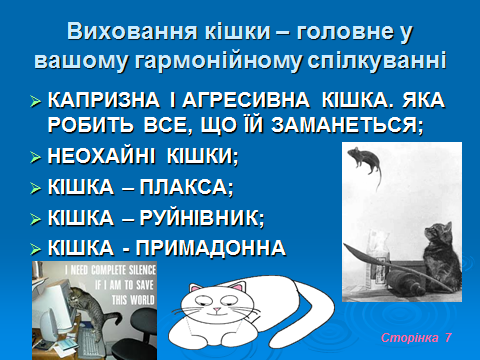 Виховання кішки – головне у
вашому гармонійному спілкуванні
КАПРИЗНА І АГРЕСИВНА КІШКА. ЯКА
РОБИТЬ ВСЕ, ЩО ЇЙ ЗАМАНЕТЬСЯ;
НЕОХАЙНІ КІШКИ;
КІШКА – ПЛАКСА;
КІШКА – РУЙНІВНИК;
КІШКА - ПРИМАДОННА
I NEED COMPLETE SILENCE
IF I AM TO SAVE
THIS WORLD
Сторінка 7